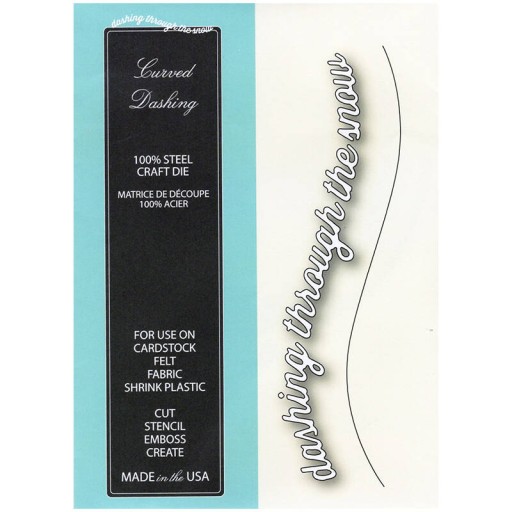 dashing through the snow
Curved
Dashing
100% STEEL
CRAFT DIE
MATRICE DE DÉCOUPE
100% ACIER
FOR USE ON
CARDSTOCK
FELT
FABRIC
SHRINK PLASTIC
CUT
STENCIL
EMBOSS
CREATE
MADE in the USA
dashing through the snow